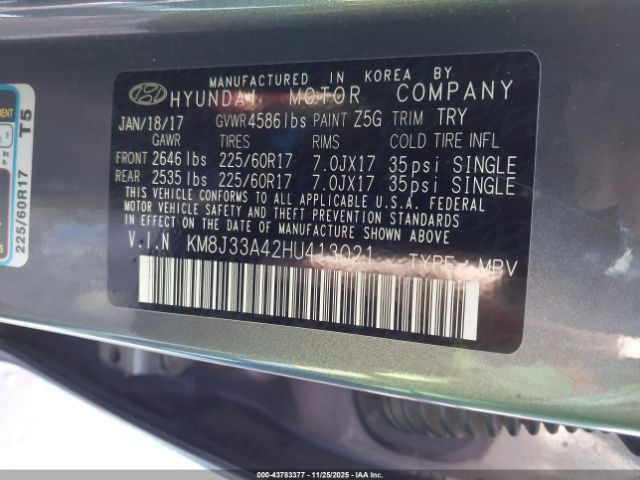 MANUFACTURED IN KOREA BY
HYUNDAI MOTOR COMPANY
JAN/18/17 GVWR 4586 lbs PAINT Z5G TRIM TRY
GAWR TIRES RIMS COLD TIRE INFL
FRONT 2646 lbs 225/60R17 7.0JX17 35psi SINGLE
REAR 2535 lbs 225/60R17 7.0JX17 35psi SINGLE
THIS VEHICLE CONFORMS TO ALL APPLICABLE U.S. FEDERAL
MOTOR VEHICLE SAFETY AND THEFT PREVENTION STANDARDS
IN EFFECT ON THE DATE OF MANUFACTURE SHOWN ABOVE
V.I.N KM8J33A42HU413021 TYPE: MPV
225/60R17 T5
000-43783377 - 11/25/2025 - IAAI.CA